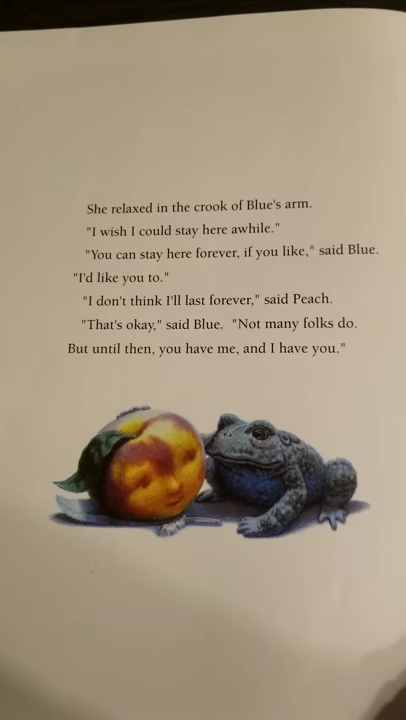 She relaxed in the crook of Blue's arm.
"I wish I could stay here awhile."
"You can stay here forever, if you like," said Blue.
"I'd like you to."
"I don't think I'll last forever," said Peach.
"That's okay," said Blue. "Not many folks do.
But until then, you have me, and I have you."